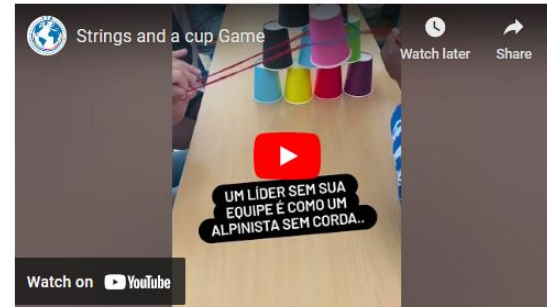 Strings and a cup Game
Watch later
Share
UM LÍDER SEM SUA
EQUIPE É COMO UM
ALPINISTA SEM CORDA..
Watch on YouTube